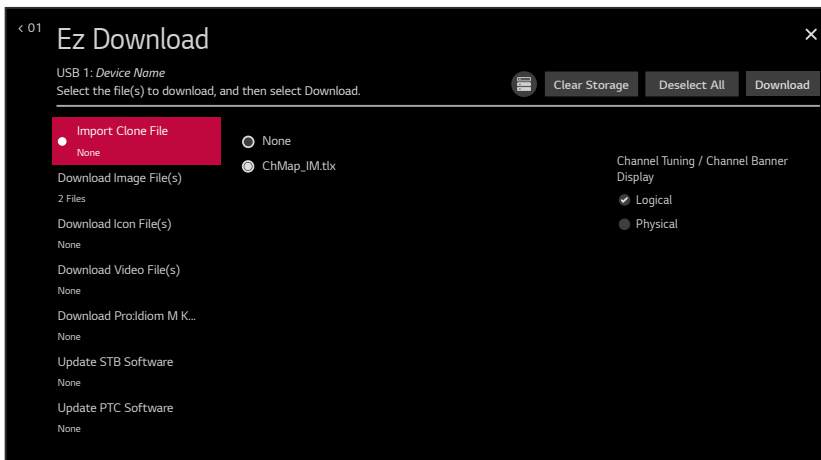 < 01
Ez Download
USB 1: Device Name
Select the file(s) to download, and then select Download.
Clear Storage
Deselect All
Download
Import Clone File
None
Download Image File(s)
2 Files
Download Icon File(s)
None
Download Video File(s)
None
Download Pro:Idiom M K...
None
Update STB Software
None
Update PTC Software
None
None
ChMap_IM.tlx
Channel Tuning / Channel Banner
Display
Logical
Physical